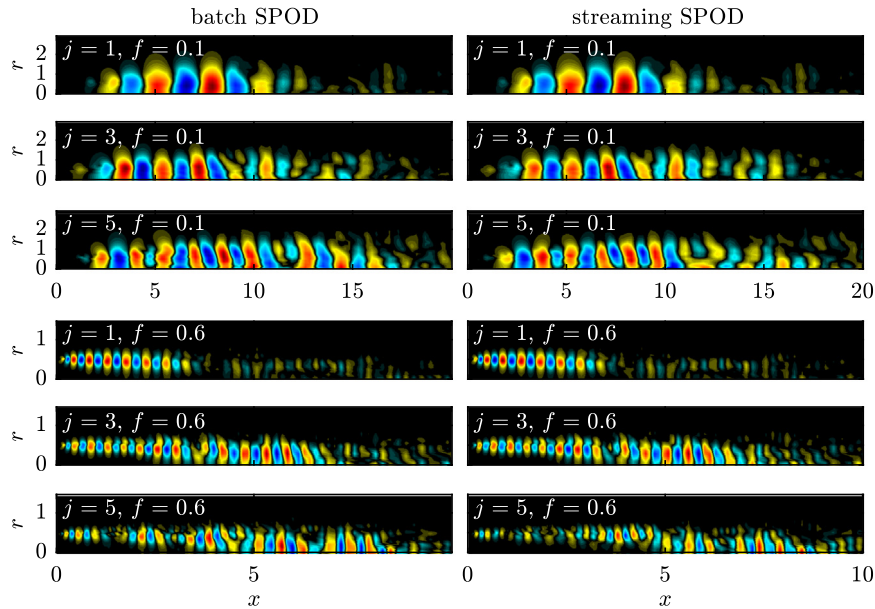 batch SPOD streaming SPOD
j = 1, f = 0.1 j = 1, f = 0.1
2
1
0
r
j = 3, f = 0.1 j = 3, f = 0.1
2
1
0
r
j = 5, f = 0.1 j = 5, f = 0.1
2
1
0
r
0 5 10 15 0 5 10 15 20
j = 1, f = 0.6 j = 1, f = 0.6
1
0
r
j = 3, f = 0.6 j = 3, f = 0.6
1
0
r
j = 5, f = 0.6 j = 5, f = 0.6
1
0
r
0 5 0 5 10
x x